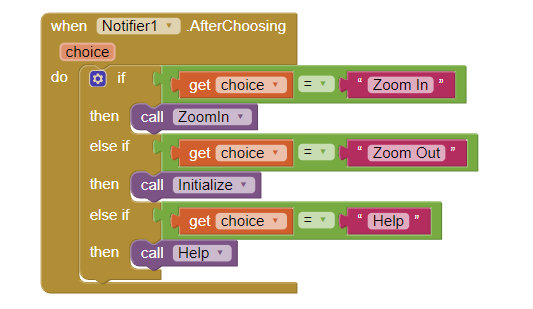 when Notifier1 .AfterChoosing
choice
do if get choice = " Zoom In "
then call ZoomIn
else if get choice = " Zoom Out "
then call Initialize
else if get choice = " Help "
then call Help